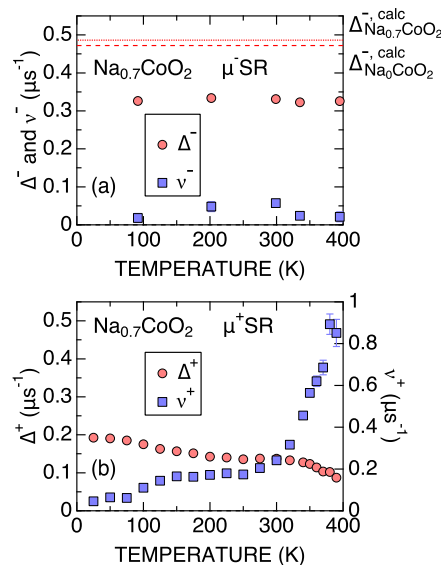 Δ⁻,calc Na0.7CoO2
0.5
Δ⁻,calc Na0CoO2
0.4
Na0.7CoO2 μ⁻SR
0.3
Δ⁻ and ν⁻ (μs⁻¹)
0.2
Δ⁻
0.1
(a)
ν⁻
0
0 100 200 300 400
TEMPERATURE (K)
1
0.5
Na0.7CoO2 μ⁺SR
0.8
0.4
Δ⁺
0.6
0.3
ν⁺
Δ⁺ (μs⁻¹)
ν⁺ (μs⁻¹)
0.2
0.4
0.1
0.2
(b)
0
0
0 100 200 300 400
TEMPERATURE (K)